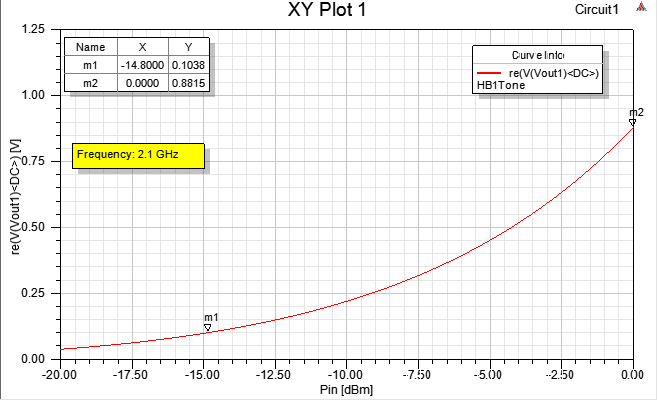 XY Plot 1
Circuit1
1.25
1.00
0.75
0.50
0.25
0.00
re(V(Vout1)<DC>) [V]
Name X Y
m1 -14.8000 0.1038
m2 0.0000 0.8815
Curve Info
re(V(Vout1)<DC>)
HB1Tone
m2
Frequency: 2.1 GHz
m1
-20.00 -17.50 -15.00 -12.50 -10.00 -7.50 -5.00 -2.50 0.00
Pin [dBm]